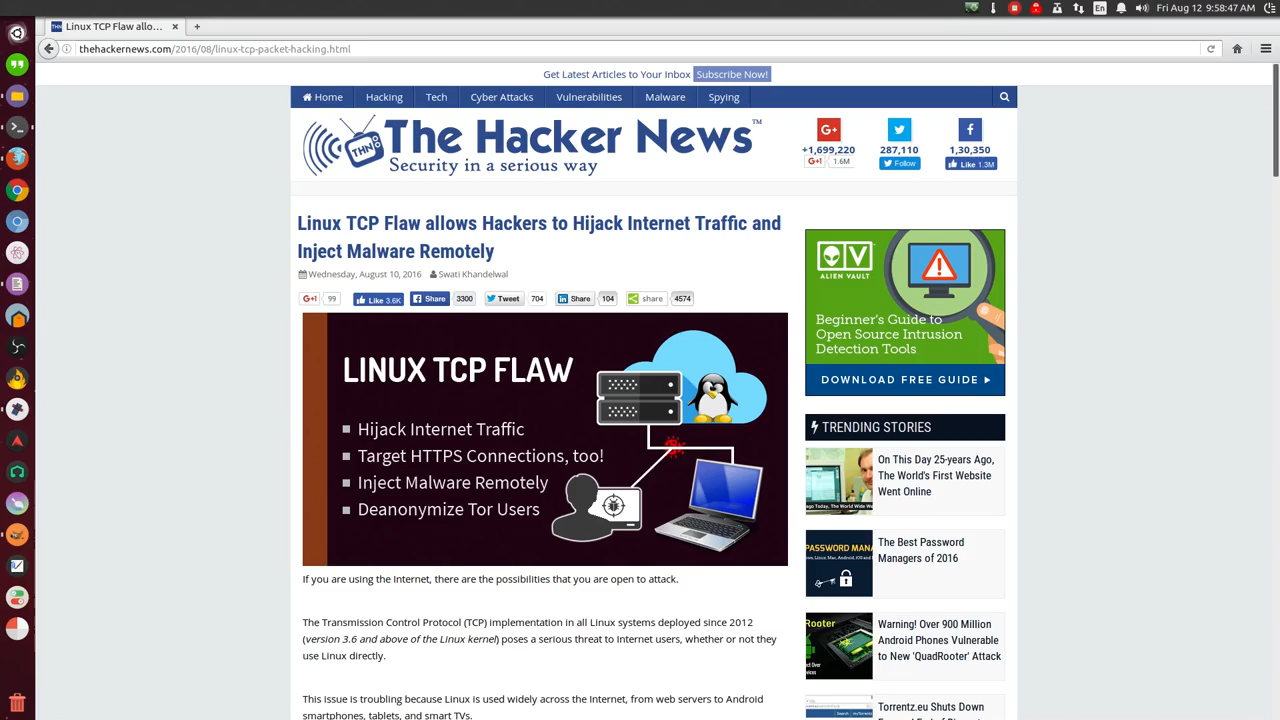 En
Fri Aug 12 9:58:47 AM
Linux TCP Flaw allo...
thehackernews.com/2016/08/linux-tcp-packet-hacking.html
Get Latest Articles to Your Inbox Subscribe Now!
Home Hacking Tech Cyber Attacks Vulnerabilities Malware Spying
THN The Hacker News™
Security in a serious way
+1,699,220 287,110 1,30,350
G+1 1.6M Follow Like 1.3M
Linux TCP Flaw allows Hackers to Hijack Internet Traffic and
Inject Malware Remotely
Wednesday, August 10, 2016 Swati Khandelwal
G+1 99 Like 3.6K Share 3300 Tweet 704 Share 104 share 4574
LINUX TCP FLAW
Hijack Internet Traffic
Target HTTPS Connections, too!
Inject Malware Remotely
Deanonymize Tor Users
If you are using the Internet, there are the possibilities that you are open to attack.
The Transmission Control Protocol (TCP) implementation in all Linux systems deployed since 2012
(version 3.6 and above of the Linux kernel) poses a serious threat to Internet users, whether or not they
use Linux directly.
This issue is troubling because Linux is used widely across the Internet, from web servers to Android
smartphones, tablets, and smart TVs.
ALIEN VAULT
Beginner's Guide to
Open Source Intrusion
Detection Tools
DOWNLOAD FREE GUIDE
TRENDING STORIES
On This Day 25-years Ago,
The World's First Website
Went Online
The Best Password
Managers of 2016
Warning! Over 900 Million
Android Phones Vulnerable
to New 'QuadRooter' Attack
Torrentz.eu Shuts Down